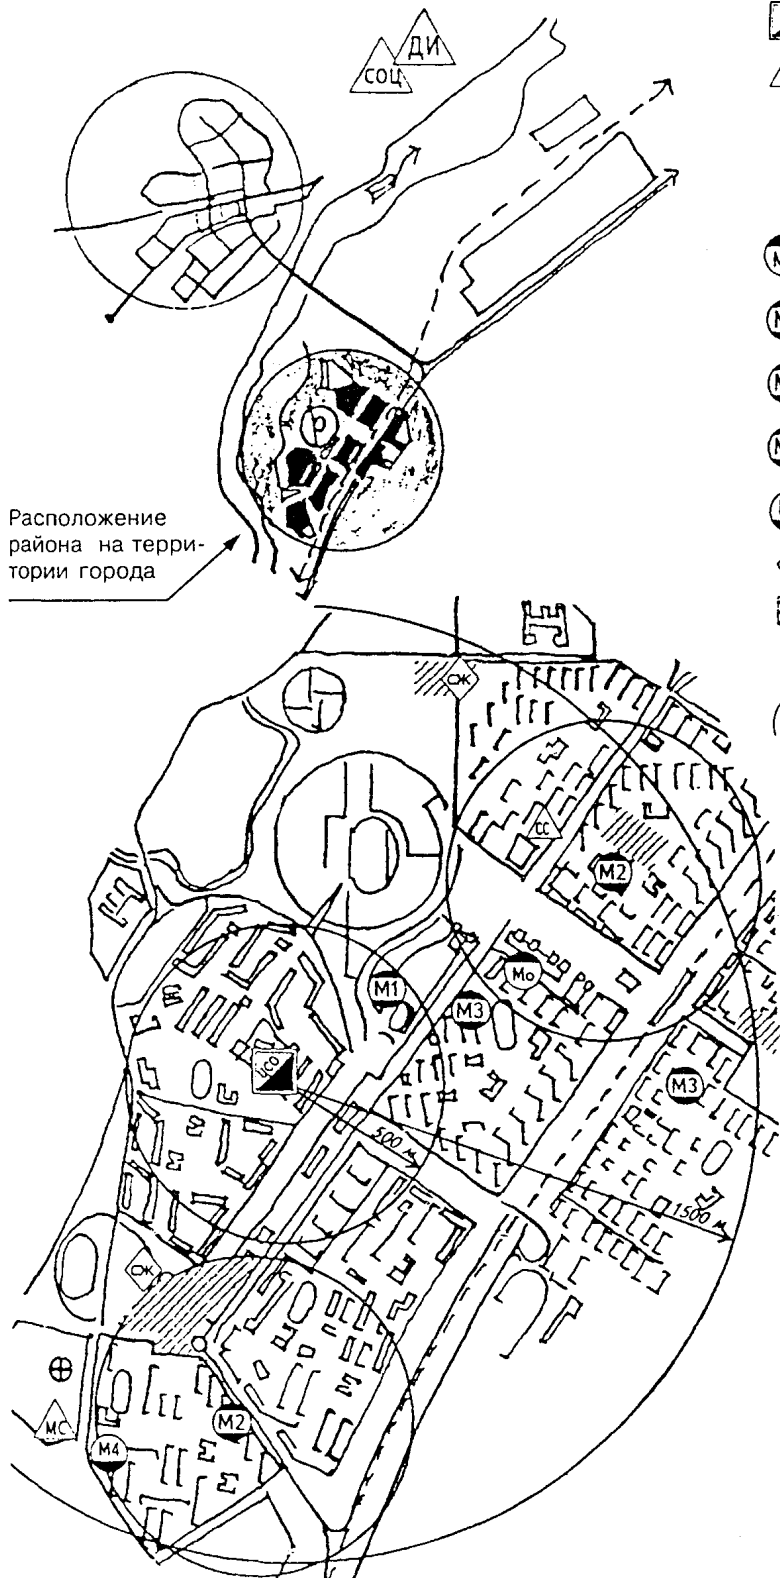 ДИ
СОЦ
Расположение
района на терри-
тории города
СЖ
СС
М2
М1
Мо
М3
ЦСО
М3
500 м
1500 м
СЖ
МС
М2
М4